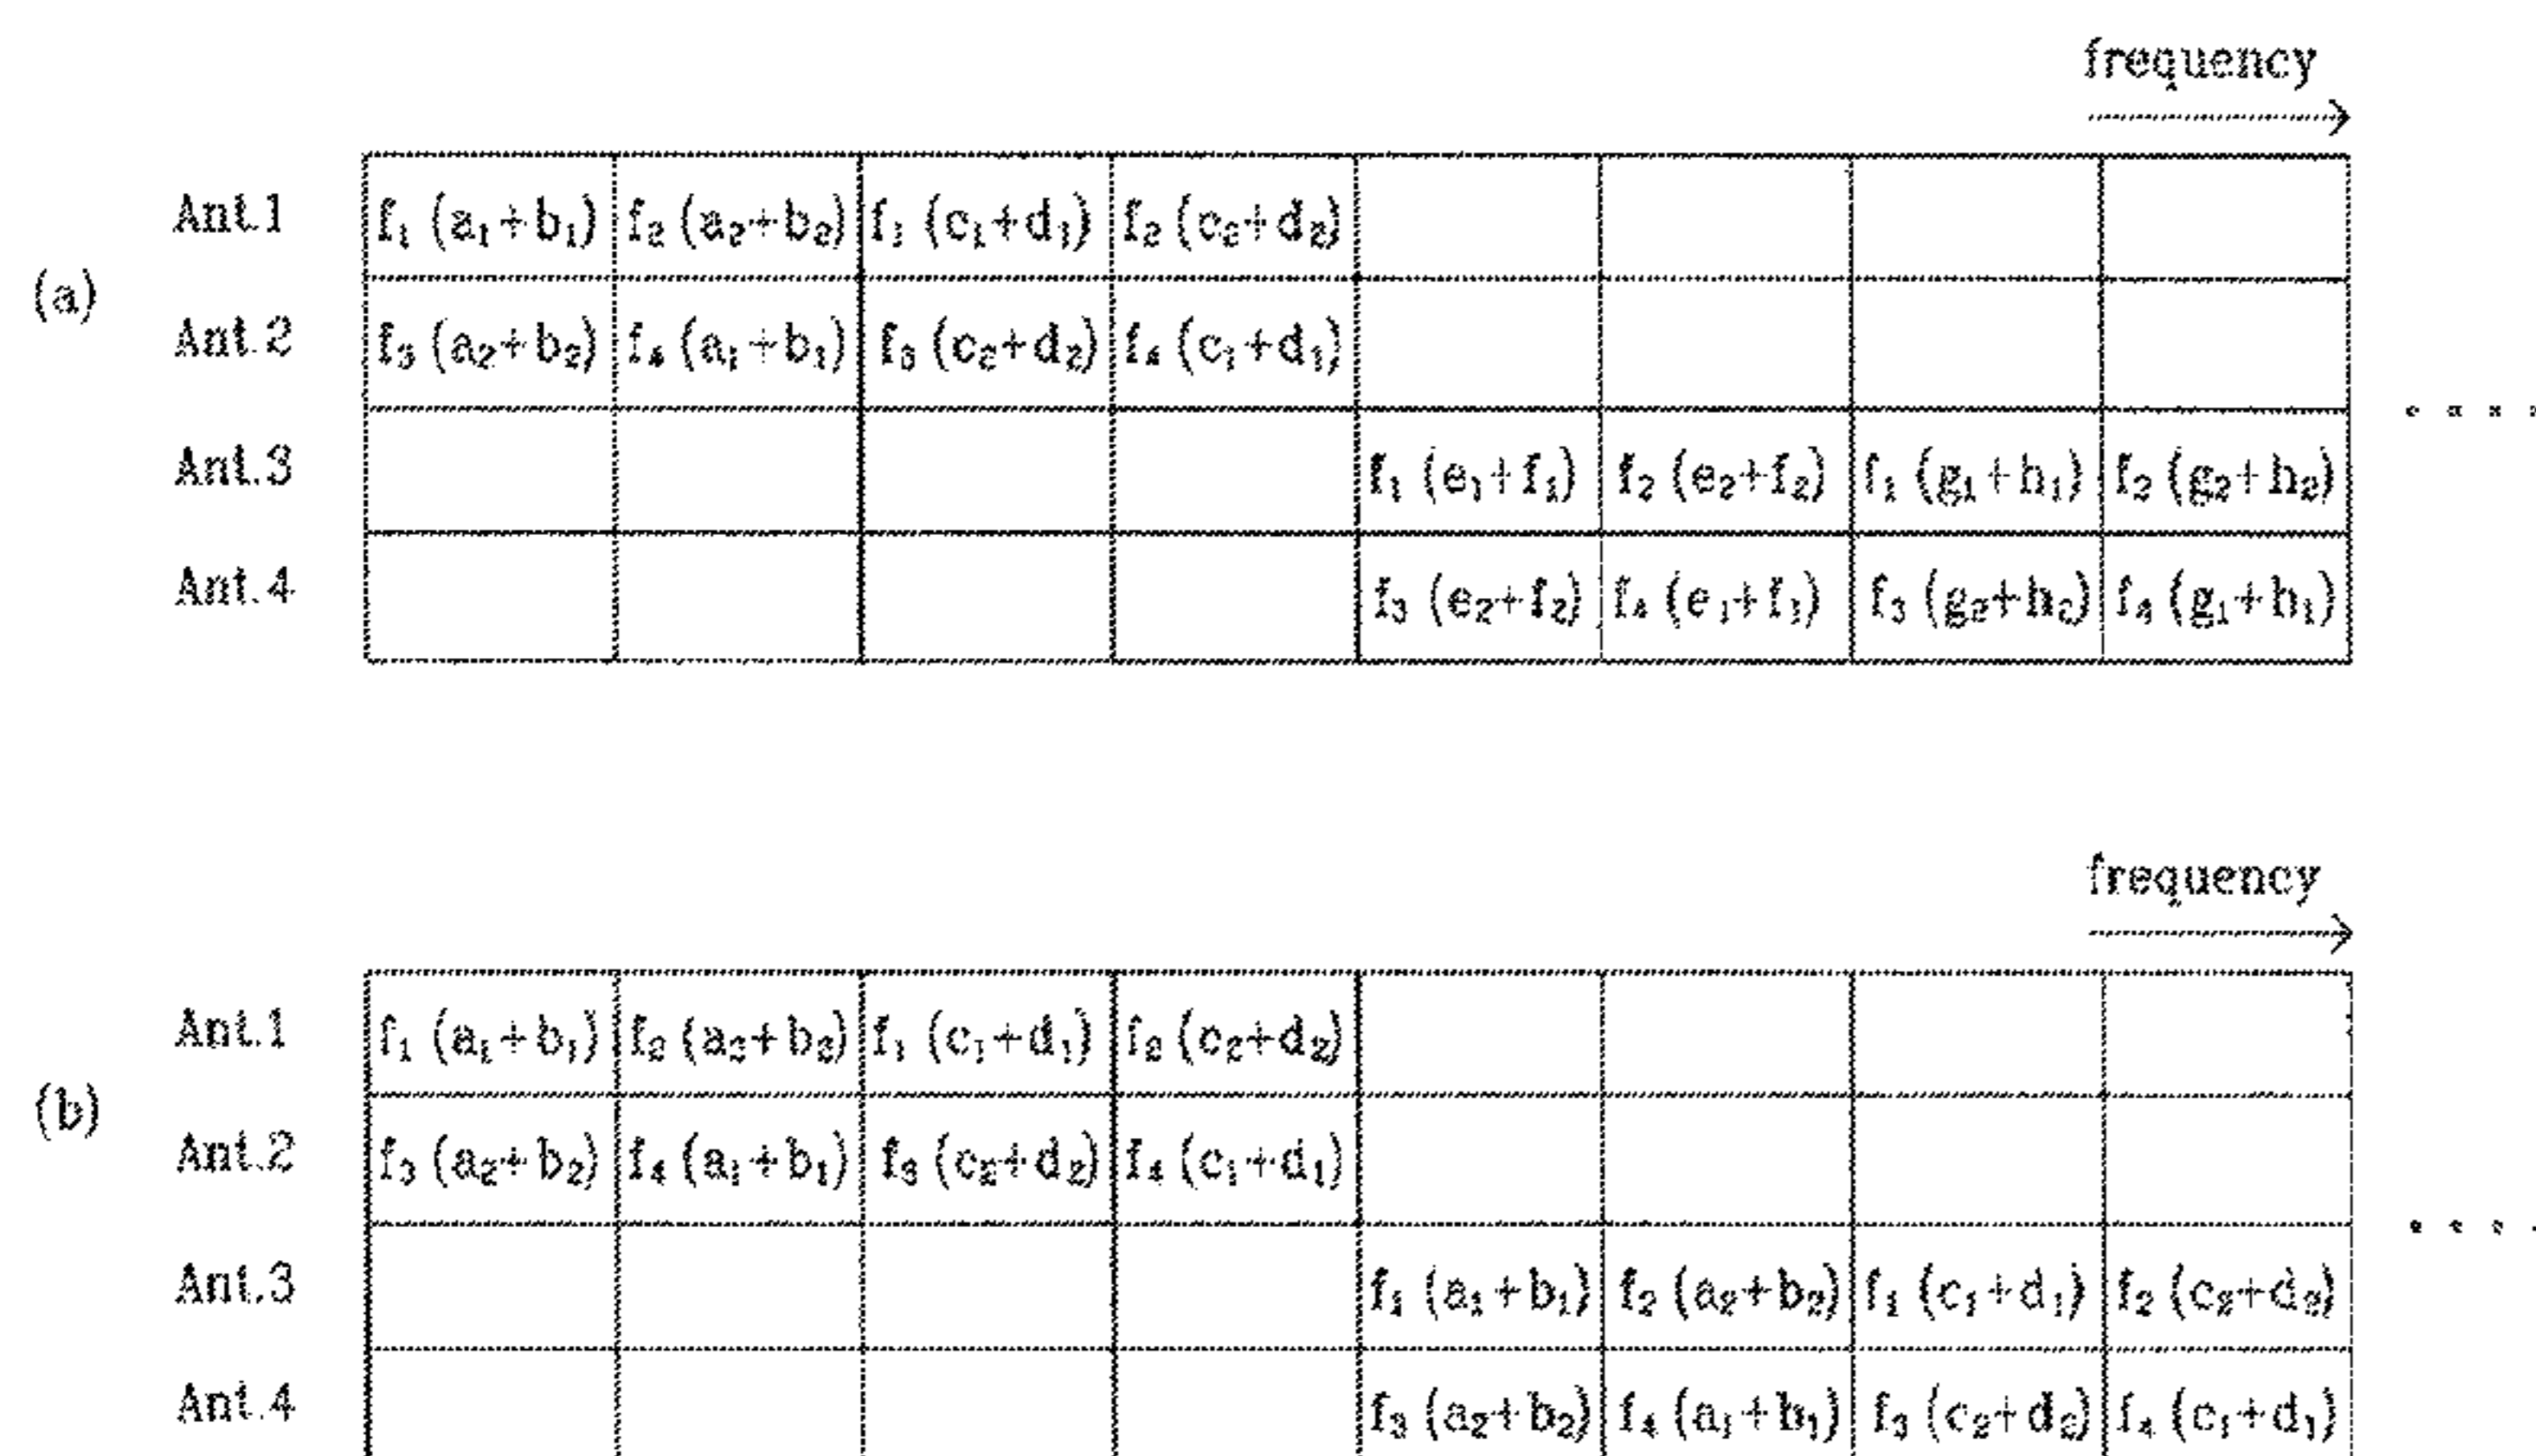 frequency
Ant.1 f₁ (a₁+b₁) f₂ (a₂+b₂) f₁ (c₁+d₁) f₂ (c₂+d₂)
(a)
Ant.2 f₃ (a₂+b₂) f₄ (a₁+b₁) f₃ (c₂+d₂) f₄ (c₁+d₁)
Ant.3 f₁ (e₁+f₁) f₂ (e₂+f₂) f₁ (g₁+h₁) f₂ (g₂+h₂)
Ant.4 f₃ (e₂+f₂) f₄ (e₁+f₁) f₃ (g₂+h₂) f₄ (g₁+h₁)
frequency
Ant.1 f₁ (a₁+b₁) f₂ (a₂+b₂) f₁ (c₁+d₁) f₂ (c₂+d₂)
(b)
Ant.2 f₃ (a₂+b₂) f₄ (a₁+b₁) f₃ (c₂+d₂) f₄ (c₁+d₁)
Ant.3 f₁ (a₁+b₁) f₂ (a₂+b₂) f₁ (c₁+d₁) f₂ (c₂+d₂)
Ant.4 f₃ (a₂+b₂) f₄ (a₁+b₁) f₃ (c₂+d₂) f₄ (c₁+d₁)